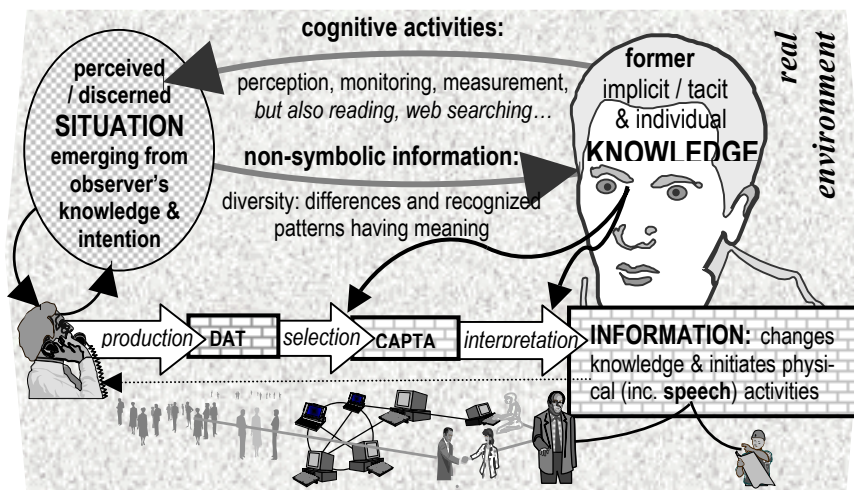 cognitive activities:
perception, monitoring, measurement,
but also reading, web searching…
perceived
/ discerned
SITUATION
emerging from
observer's
knowledge &
intention
non-symbolic information:
diversity: differences and recognized
patterns having meaning
former
implicit / tacit
& individual
KNOWLEDGE
real
environment
production
DAT
selection
CAPTA
interpretation
INFORMATION: changes
knowledge & initiates physi-
cal (inc. speech) activities